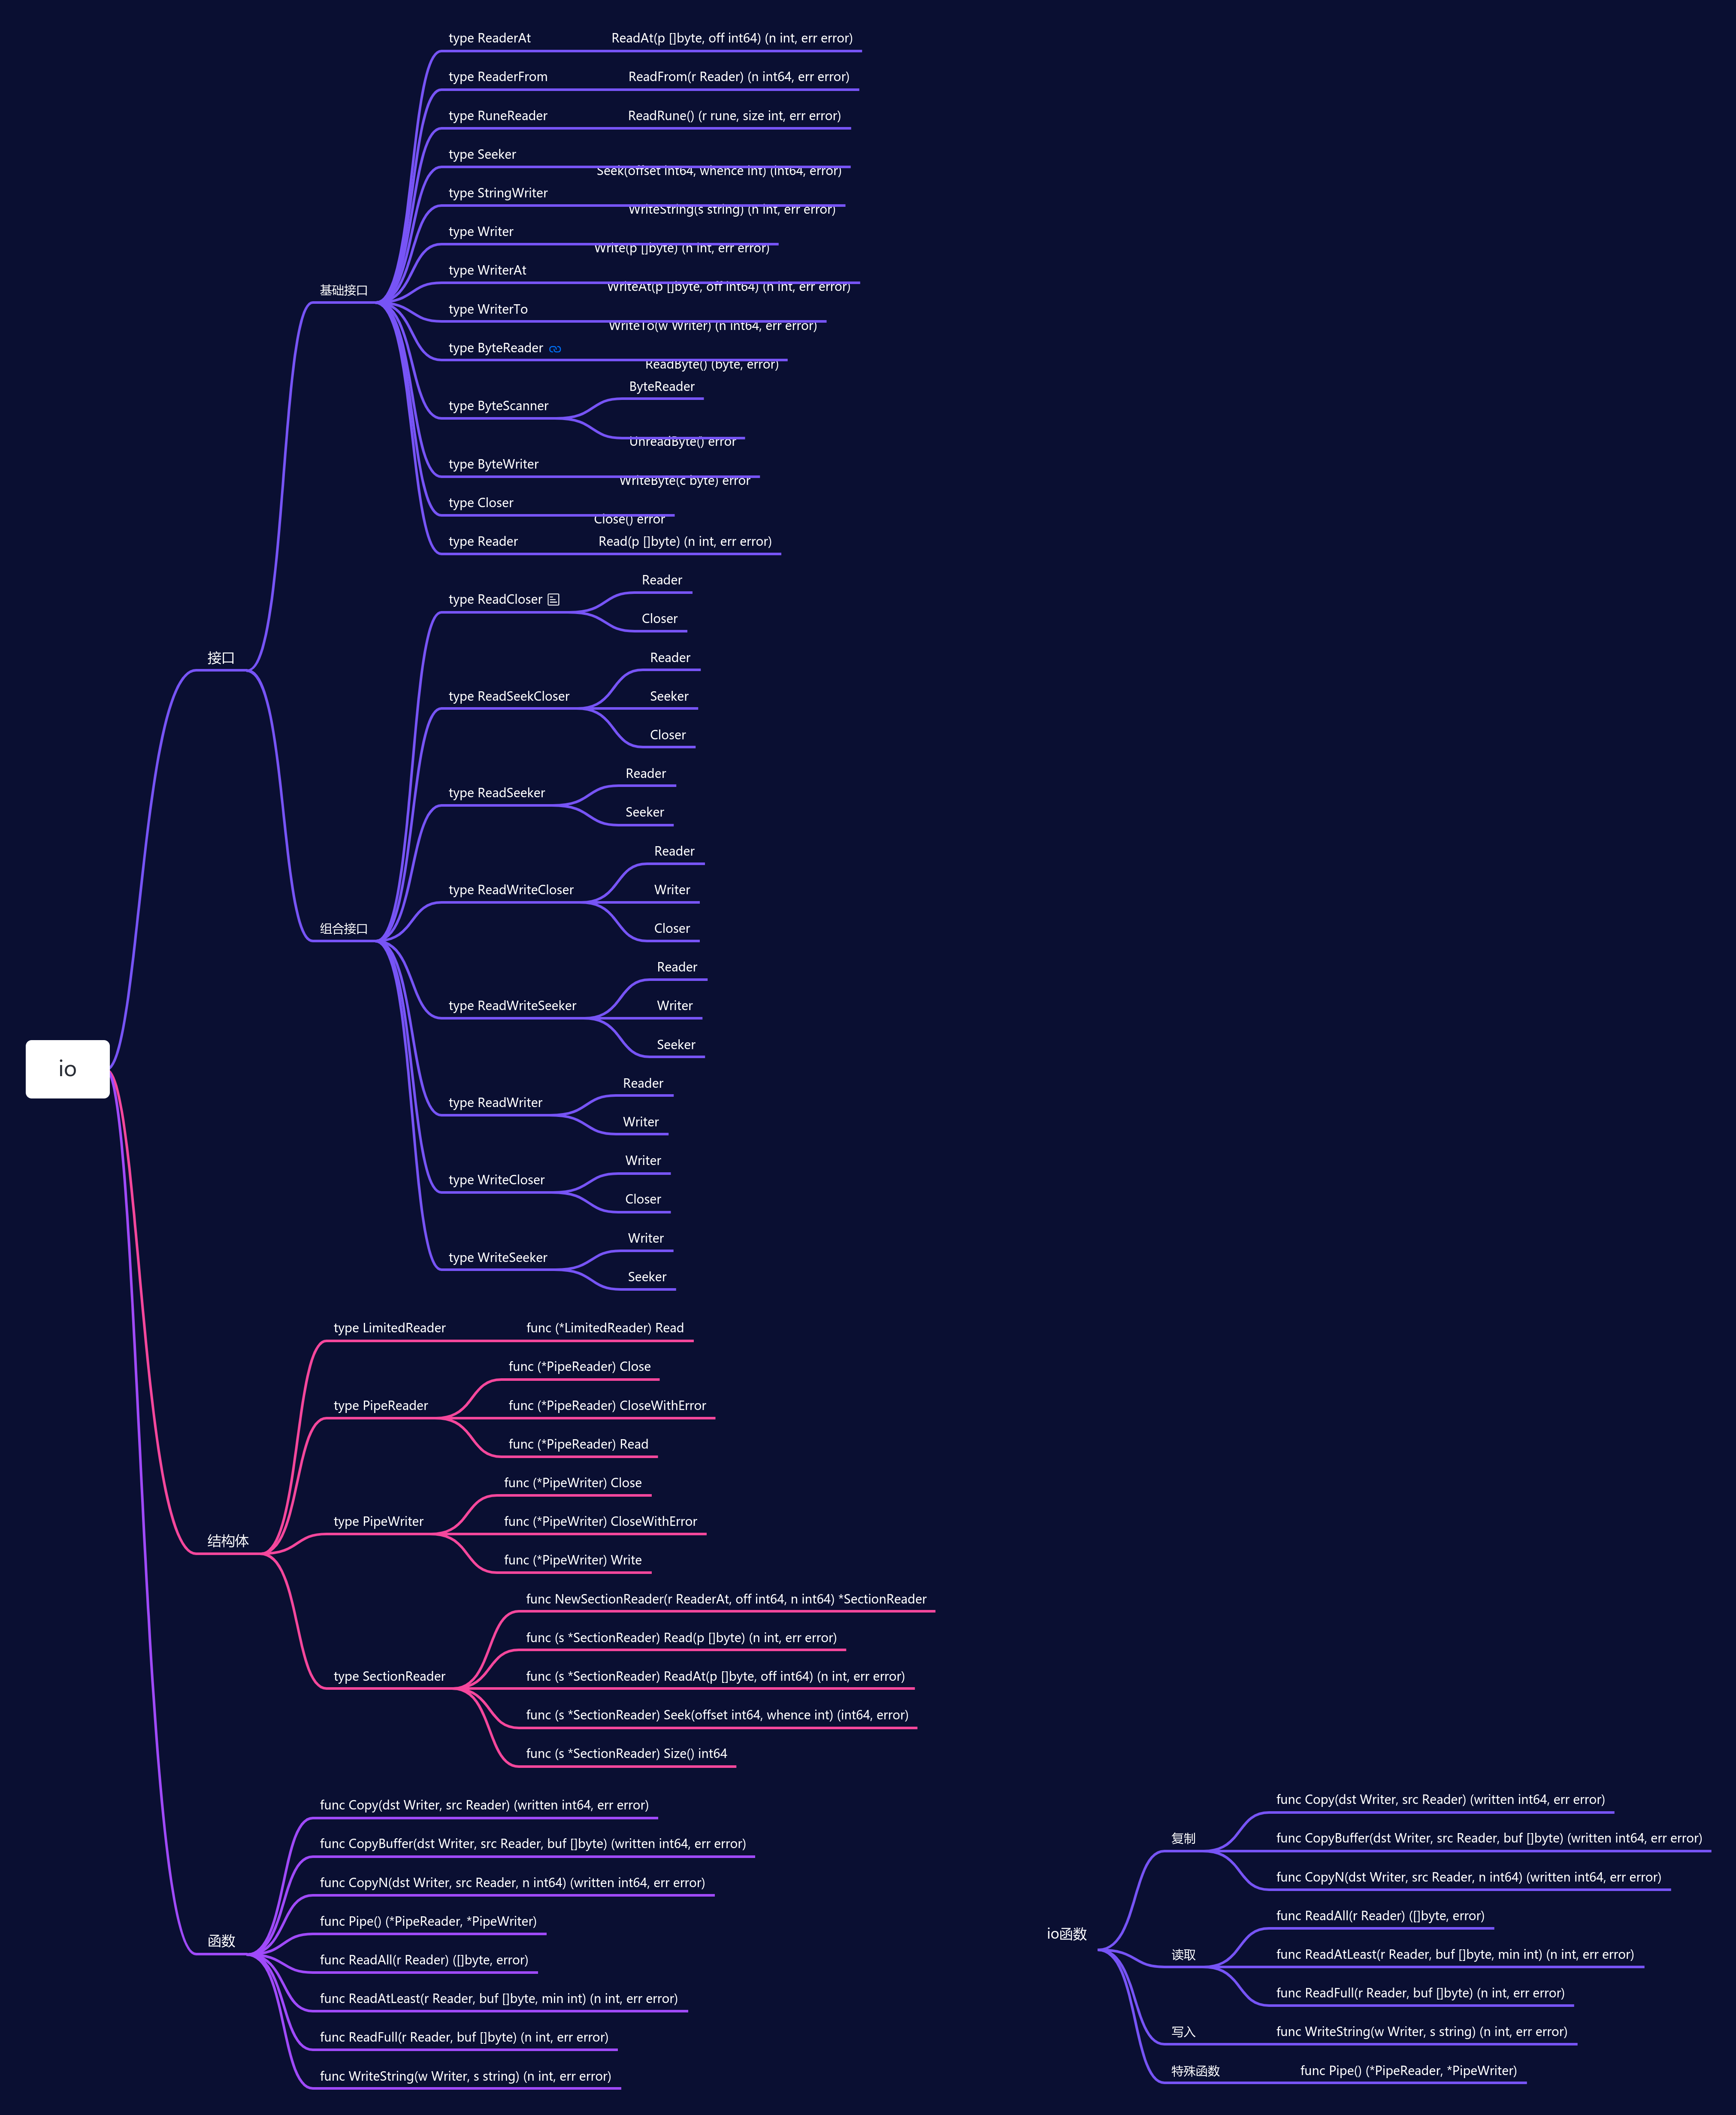 io
接口
基础接口
type ReaderAt
ReadAt(p []byte, off int64) (n int, err error)
type ReaderFrom
ReadFrom(r Reader) (n int64, err error)
type RuneReader
ReadRune() (r rune, size int, err error)
type Seeker
Seek(offset int64, whence int) (int64, error)
type StringWriter
WriteString(s string) (n int, err error)
type Writer
Write(p []byte) (n int, err error)
type WriterAt
WriteAt(p []byte, off int64) (n int, err error)
type WriterTo
WriteTo(w Writer) (n int64, err error)
type ByteReader
ReadByte() (byte, error)
type ByteScanner
ByteReader
UnreadByte() error
type ByteWriter
WriteByte(c byte) error
type Closer
Close() error
type Reader
Read(p []byte) (n int, err error)
组合接口
type ReadCloser
Reader
Closer
type ReadSeekCloser
Reader
Seeker
Closer
type ReadSeeker
Reader
Seeker
type ReadWriteCloser
Reader
Writer
Closer
type ReadWriteSeeker
Reader
Writer
Seeker
type ReadWriter
Reader
Writer
type WriteCloser
Writer
Closer
type WriteSeeker
Writer
Seeker
结构体
type LimitedReader
func (*LimitedReader) Read
type PipeReader
func (*PipeReader) Close
func (*PipeReader) CloseWithError
func (*PipeReader) Read
type PipeWriter
func (*PipeWriter) Close
func (*PipeWriter) CloseWithError
func (*PipeWriter) Write
type SectionReader
func NewSectionReader(r ReaderAt, off int64, n int64) *SectionReader
func (s *SectionReader) Read(p []byte) (n int, err error)
func (s *SectionReader) ReadAt(p []byte, off int64) (n int, err error)
func (s *SectionReader) Seek(offset int64, whence int) (int64, error)
func (s *SectionReader) Size() int64
函数
func Copy(dst Writer, src Reader) (written int64, err error)
func CopyBuffer(dst Writer, src Reader, buf []byte) (written int64, err error)
func CopyN(dst Writer, src Reader, n int64) (written int64, err error)
func Pipe() (*PipeReader, *PipeWriter)
func ReadAll(r Reader) ([]byte, error)
func ReadAtLeast(r Reader, buf []byte, min int) (n int, err error)
func ReadFull(r Reader, buf []byte) (n int, err error)
func WriteString(w Writer, s string) (n int, err error)
io函数
复制
func Copy(dst Writer, src Reader) (written int64, err error)
func CopyBuffer(dst Writer, src Reader, buf []byte) (written int64, err error)
func CopyN(dst Writer, src Reader, n int64) (written int64, err error)
读取
func ReadAll(r Reader) ([]byte, error)
func ReadAtLeast(r Reader, buf []byte, min int) (n int, err error)
func ReadFull(r Reader, buf []byte) (n int, err error)
写入
func WriteString(w Writer, s string) (n int, err error)
特殊函数
func Pipe() (*PipeReader, *PipeWriter)